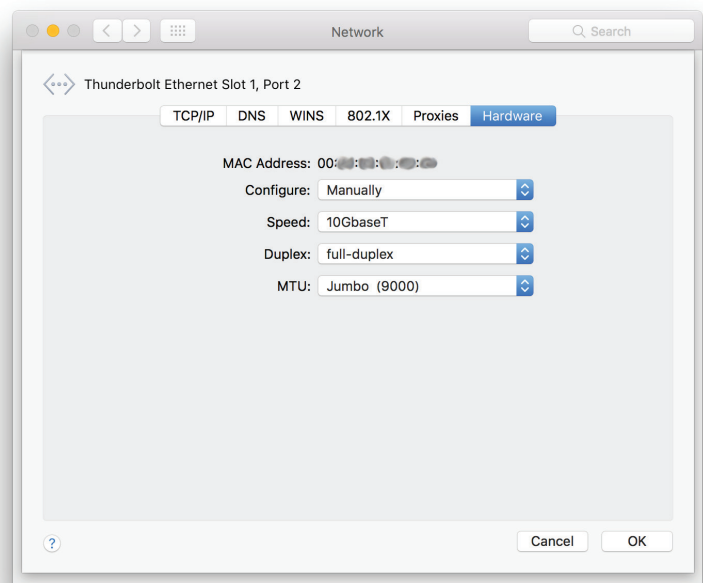 Network
Search
Thunderbolt Ethernet Slot 1, Port 2
TCP/IP DNS WINS 802.1X Proxies Hardware
MAC Address: 00:
Configure: Manually
Speed: 10GbaseT
Duplex: full-duplex
MTU: Jumbo (9000)
? Cancel OK